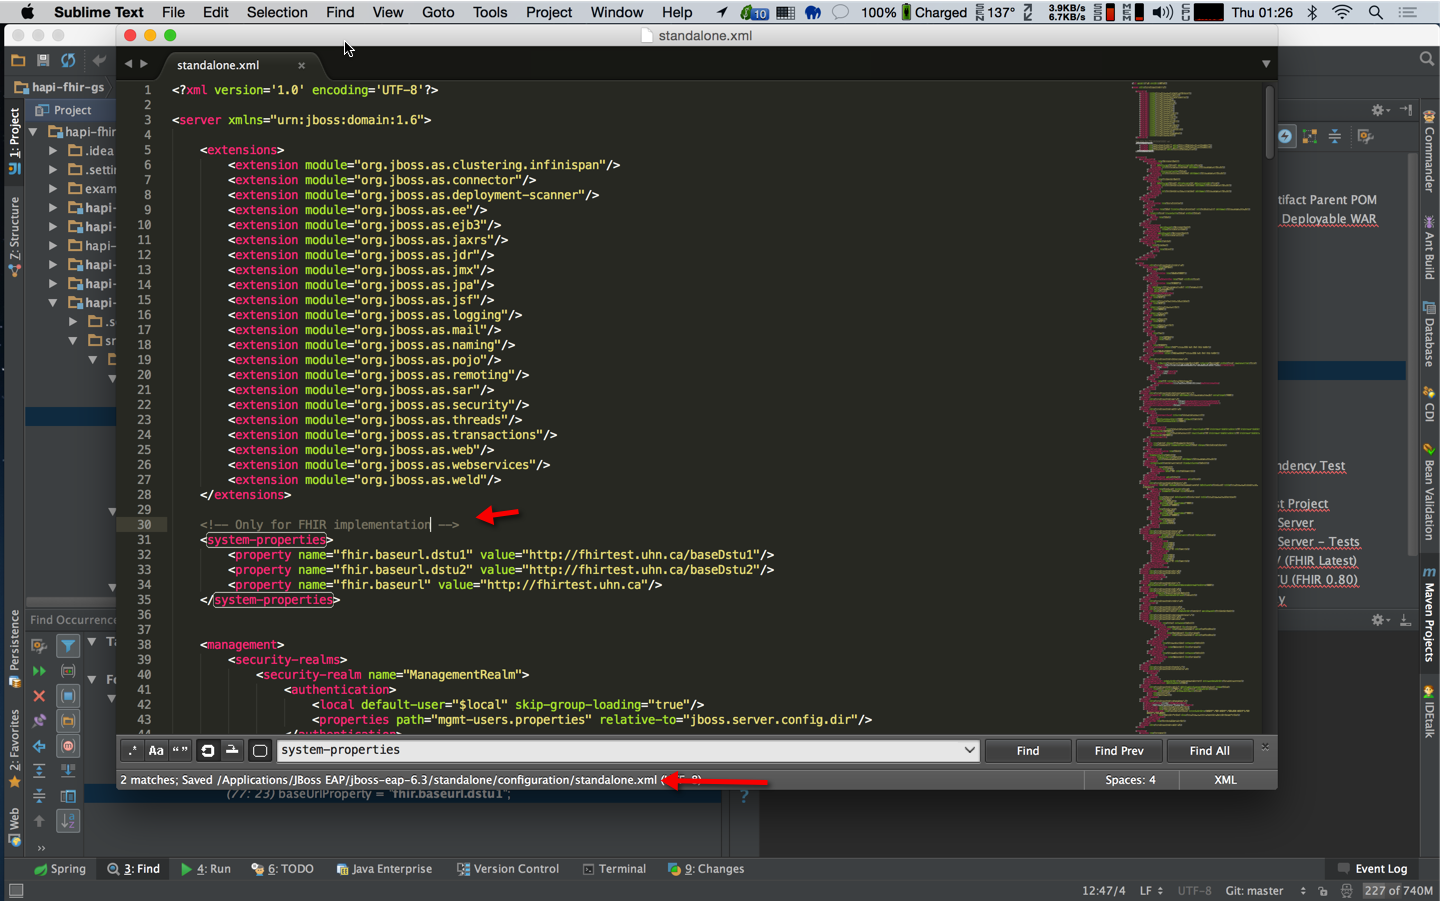 Sublime Text File Edit Selection Find View Goto Tools Project Window Help 10 100% Charged 137° 3.9KB/s 6.7KB/s Thu 01:26
standalone.xml
standalone.xml
hapi-fhir-gs
Project
1: Project
Z: Structure
Persistence
2: Favorites
Web
hapi-fhir
.idea
.settin
exam
hapi-
hapi-
hapi-
hapi-
hapi-
hapi-
.s
sr
1 <?xml version='1.0' encoding='UTF-8'?>
2
3 <server xmlns="urn:jboss:domain:1.6">
4
5 <extensions>
6 <extension module="org.jboss.as.clustering.infinispan"/>
7 <extension module="org.jboss.as.connector"/>
8 <extension module="org.jboss.as.deployment-scanner"/>
9 <extension module="org.jboss.as.ee"/>
10 <extension module="org.jboss.as.ejb3"/>
11 <extension module="org.jboss.as.jaxrs"/>
12 <extension module="org.jboss.as.jdr"/>
13 <extension module="org.jboss.as.jmx"/>
14 <extension module="org.jboss.as.jpa"/>
15 <extension module="org.jboss.as.jsf"/>
16 <extension module="org.jboss.as.logging"/>
17 <extension module="org.jboss.as.mail"/>
18 <extension module="org.jboss.as.naming"/>
19 <extension module="org.jboss.as.pojo"/>
20 <extension module="org.jboss.as.remoting"/>
21 <extension module="org.jboss.as.sar"/>
22 <extension module="org.jboss.as.security"/>
23 <extension module="org.jboss.as.threads"/>
24 <extension module="org.jboss.as.transactions"/>
25 <extension module="org.jboss.as.web"/>
26 <extension module="org.jboss.as.webservices"/>
27 <extension module="org.jboss.as.weld"/>
28 </extensions>
29
30 <!-- Only for FHIR implementation -->
31 <system-properties>
32 <property name="fhir.baseurl.dstu1" value="http://fhirtest.uhn.ca/baseDstu1"/>
33 <property name="fhir.baseurl.dstu2" value="http://fhirtest.uhn.ca/baseDstu2"/>
34 <property name="fhir.baseurl" value="http://fhirtest.uhn.ca"/>
35 </system-properties>
36
37
38 <management>
39 <security-realms>
40 <security-realm name="ManagementRealm">
41 <authentication>
42 <local default-user="$local" skip-group-loading="true"/>
43 <properties path="mgmt-users.properties" relative-to="jboss.server.config.dir"/>
tifact Parent POM
Deployable WAR
ndency Test
st Project
Server
Server - Tests
(FHIR Latest)
U (FHIR 0.80)
y
Commander
Ant Build
Database
CDI
Bean Validation
Maven Projects
IDEtalk
Find Occurrenc
Ta
Fo
.* Aa “ ” system-properties Find Find Prev Find All
2 matches; Saved /Applications/JBoss EAP/jboss-eap-6.3/standalone/configuration/standalone.xml Spaces: 4 XML
(77: 23) baseUrlProperty = "fhir.baseurl.dstu1";
Spring 3: Find 4: Run 6: TODO Java Enterprise Version Control Terminal 9: Changes Event Log
12:47/4 LF UTF-8 Git: master 227 of 740M